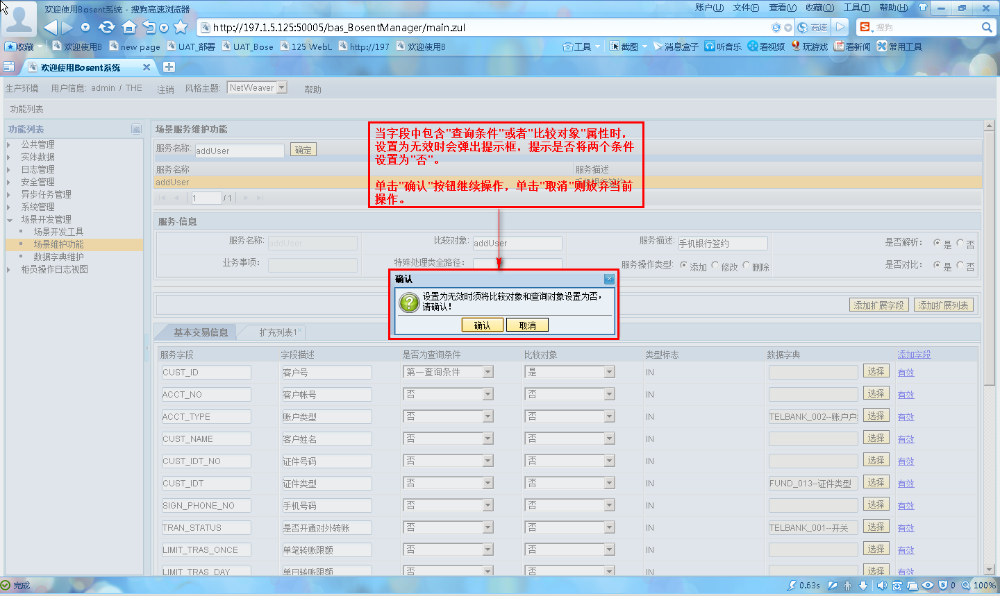 欢迎使用Bosent系统 - 搜狗高速浏览器
账户(U) 文件(F) 查看(V) 收藏(O) 工具(T) 帮助(H)
http://197.1.5.125:50005/bas_BosentManager/main.zul
高速
搜狗
收藏 欢迎使用B new page UAT_部署 UAT_Bose 125 WebL http://197 欢迎使用B
工具 截图 消息盒子 听音乐 看视频 玩游戏 看新闻 常用工具
欢迎使用Bosent系统
生产环境 用户信息: admin / THE 注销 风格主题: NetWeaver 帮助
功能列表
功能列表
公共管理
实体数据
日志管理
安全管理
异步任务管理
系统管理
场景开发管理
场景开发工具
场景维护功能
数据字典维护
柜员操作日志视图
场景服务维护功能
服务名称: addUser 确定
服务名称 服务描述
addUser 手机银行签约
1 / 1
当字段中包含"查询条件"或者"比较对象"属性时，
设置为无效时会弹出提示框，提示是否将两个条件
设置为"否"。
单击"确认"按钮继续操作，单击"取消"则放弃当前
操作。
服务-信息
服务名称: addUser 比较对象: addUser 服务描述: 手机银行签约 是否解析: 是 否
业务事项: 特殊处理类全路径: 服务操作类型: 添加 修改 删除 是否对比: 是 否
确认
设置为无效时须将比较对象和查询对象设置为否，
请确认！
确认 取消
添加扩展字段 添加扩展列表
基本交易信息 扩充列表1
服务字段 字段描述 是否为查询条件 比较对象 类型标志 数据字典 添加字段
CUST_ID 客户号 第一查询条件 是 IN 选择 有效
ACCT_NO 客户帐号 否 否 IN 选择 有效
ACCT_TYPE 账户类型 否 否 IN TELBANK_002--账户户 选择 有效
CUST_NAME 客户姓名 否 否 IN 选择 有效
CUST_IDT_NO 证件号码 否 否 IN 选择 有效
CUST_IDT 证件类型 否 否 IN FUND_013--证件类型 选择 有效
SIGN_PHONE_NO 手机号码 否 否 IN 选择 有效
TRAN_STATUS 是否开通对外转账 否 否 IN TELBANK_001--开关 选择 有效
LIMIT_TRAS_ONCE 单笔转账限额 否 否 IN 选择 有效
LIMIT_TRAS_DAY 单日转账限额 否 否 IN 选择 有效
完成
0.63s 0 100%